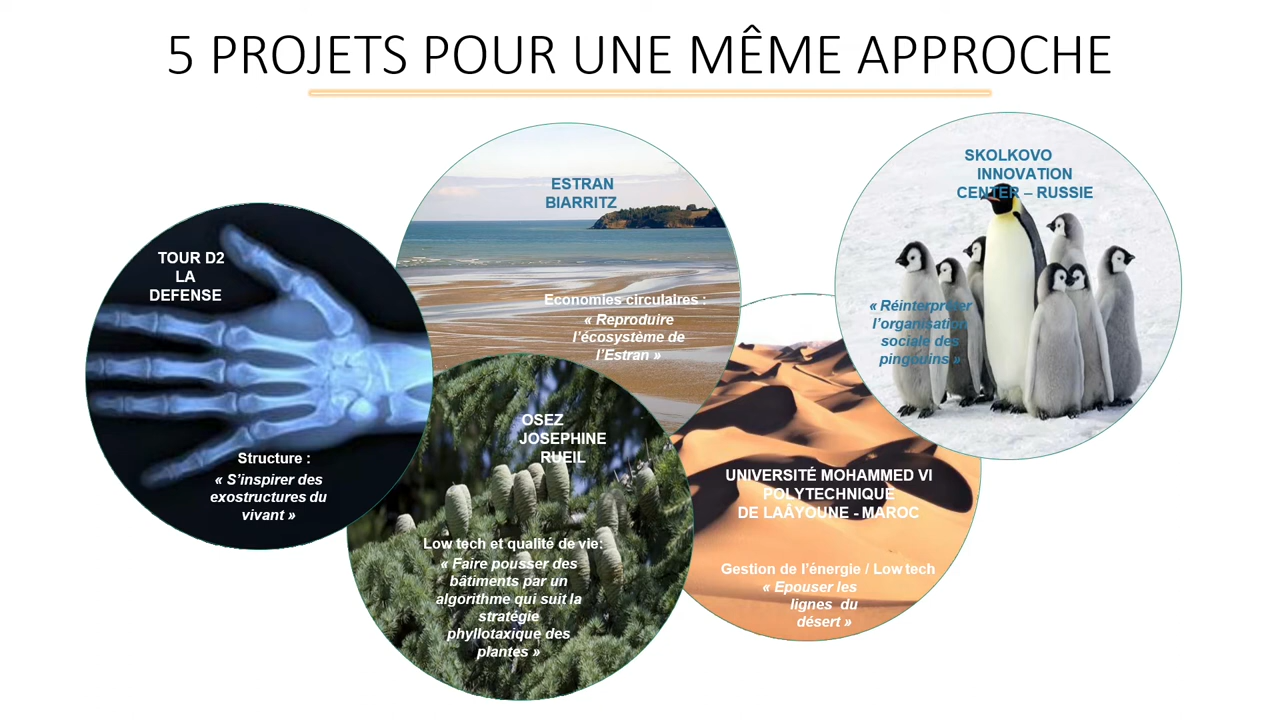 5 PROJETS POUR UNE MÊME APPROCHE
TOUR D2
LA
DEFENSE
Structure :
« S’inspirer des
exostructures du
vivant »
ESTRAN
BIARRITZ
Economies circulaires :
« Reproduire
l’écosystème de
l’Estran »
OSEZ
JOSEPHINE
RUEIL
Low tech et qualité de vie:
« Faire pousser des
bâtiments par un
algorithme qui suit la
stratégie
phyllotaxique des
plantes »
UNIVERSITÉ MOHAMMED VI
POLYTECHNIQUE
DE LAÂYOUNE - MAROC
Gestion de l’énergie / Low tech
« Epouser les
lignes du
désert »
SKOLKOVO
INNOVATION
CENTER – RUSSIE
« Réinterpréter
l’organisation
sociale des
pingouins »